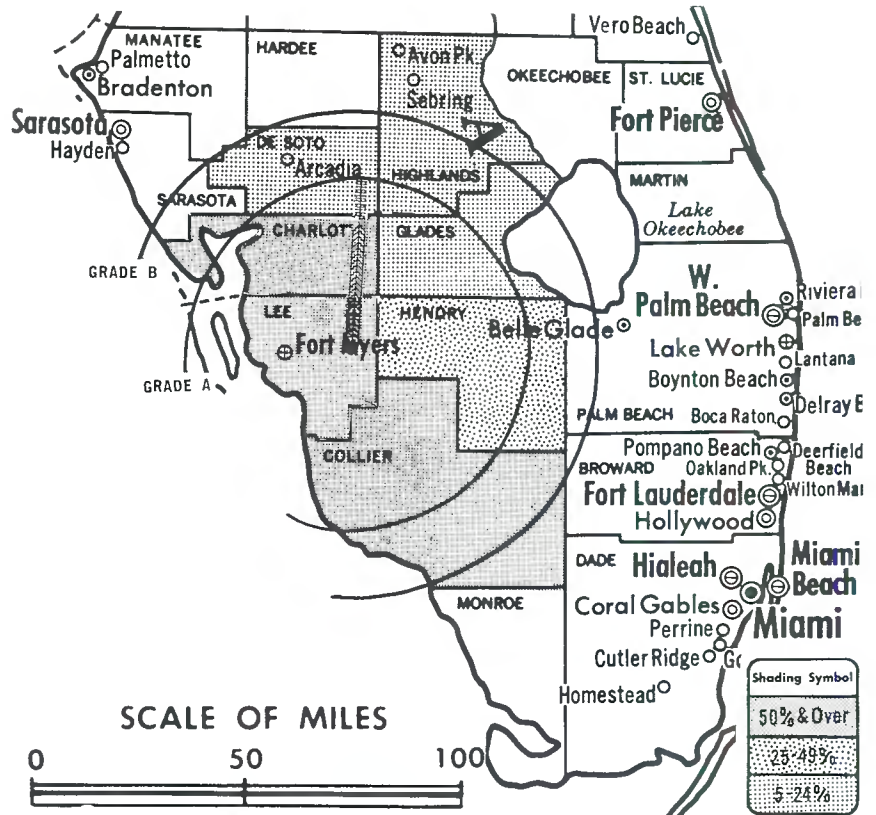 Vero Beach
MANATEE
HARDEE
Palmetto
Bradenton
Avon Pk.
Sebring
OKEECHOBEE
ST. LUCIE
Fort Pierce
Sarasota
Hayden
DE SOTO
Arcadia
HIGHLANDS
MARTIN
SARASOTA
Lake
Okeechobee
CHARLOT
GLADES
GRADE B
W.
Palm Beach
Riviera
Palm Be
LEE
HENDRY
Belle Glade
Fort Myers
Lake Worth
Lantana
GRADE A
Boynton Beach
Delray B
PALM BEACH
Boca Raton
COLLIER
Pompano Beach
Deerfield
Beach
BROWARD
Oakland Pk.
Wilton Ma
Fort Lauderdale
Hollywood
DADE
Hialeah
Miami
Beach
MONROE
Coral Gables
Miami
Perrine
Cutler Ridge
Go
Homestead
Shading Symbol
50% & Over
25-49%
5-24%
SCALE OF MILES
0 50 100